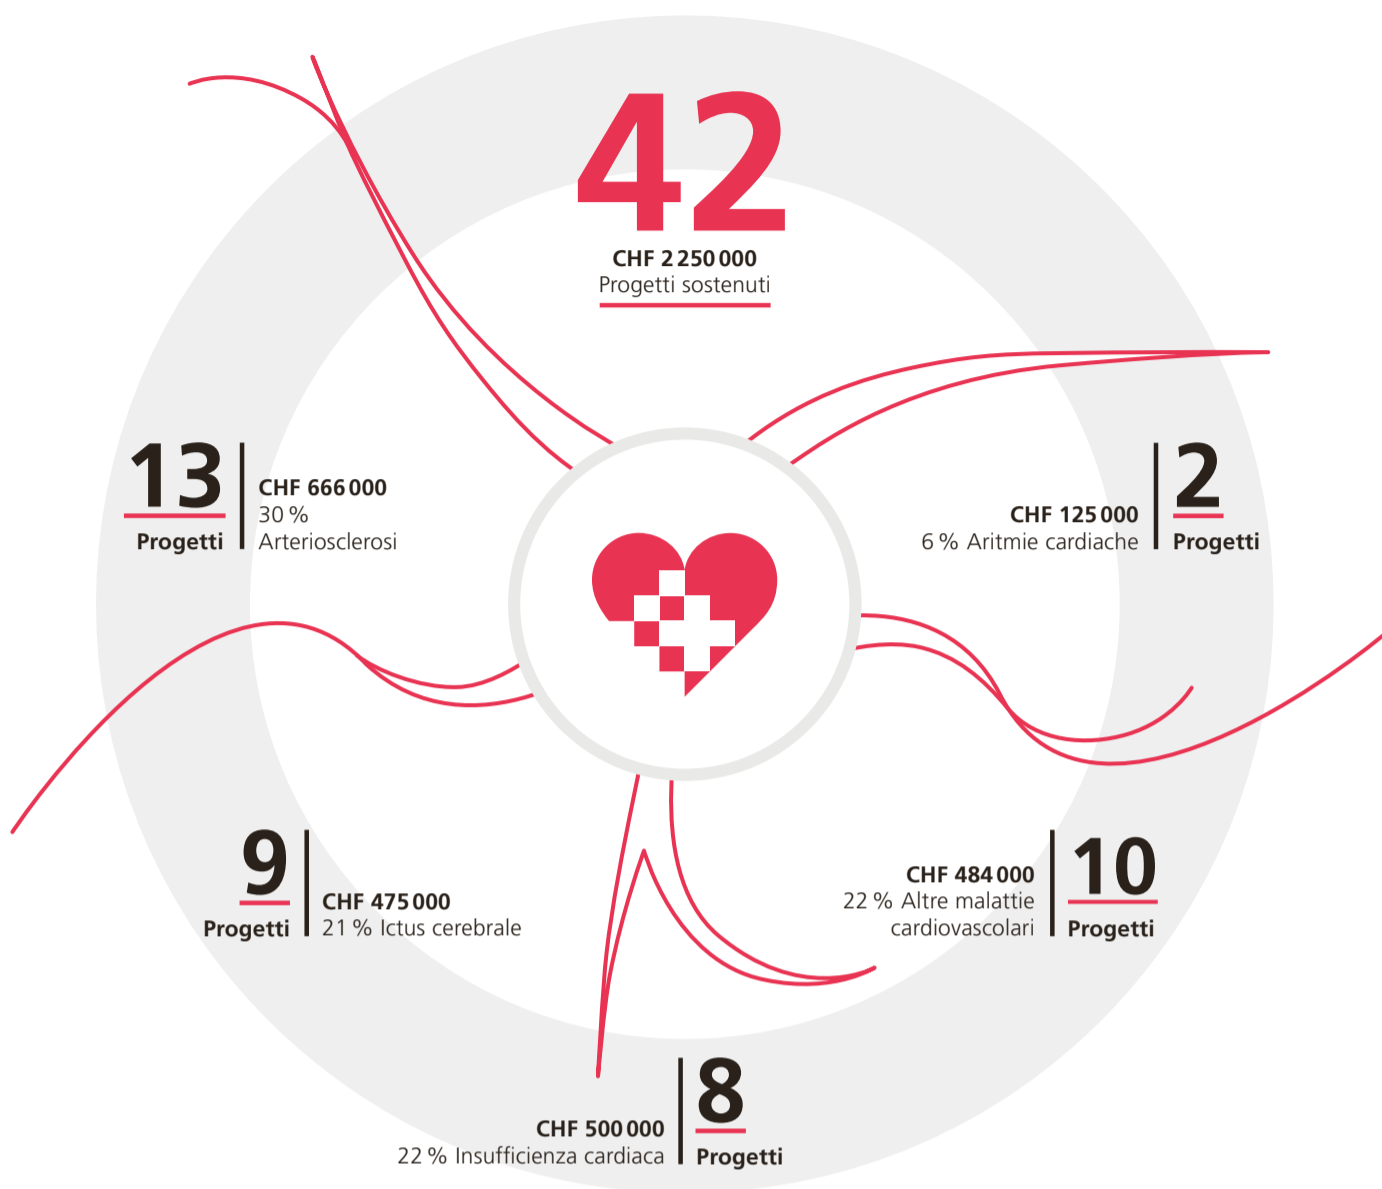 42
CHF 2 250 000
Progetti sostenuti
13
Progetti
CHF 666 000
30 %
Arteriosclerosi
2
Progetti
CHF 125 000
6 % Aritmie cardiache
9
Progetti
CHF 475 000
21 % Ictus cerebrale
10
Progetti
CHF 484 000
22 % Altre malattie
cardiovascolari
8
Progetti
CHF 500 000
22 % Insufficienza cardiaca